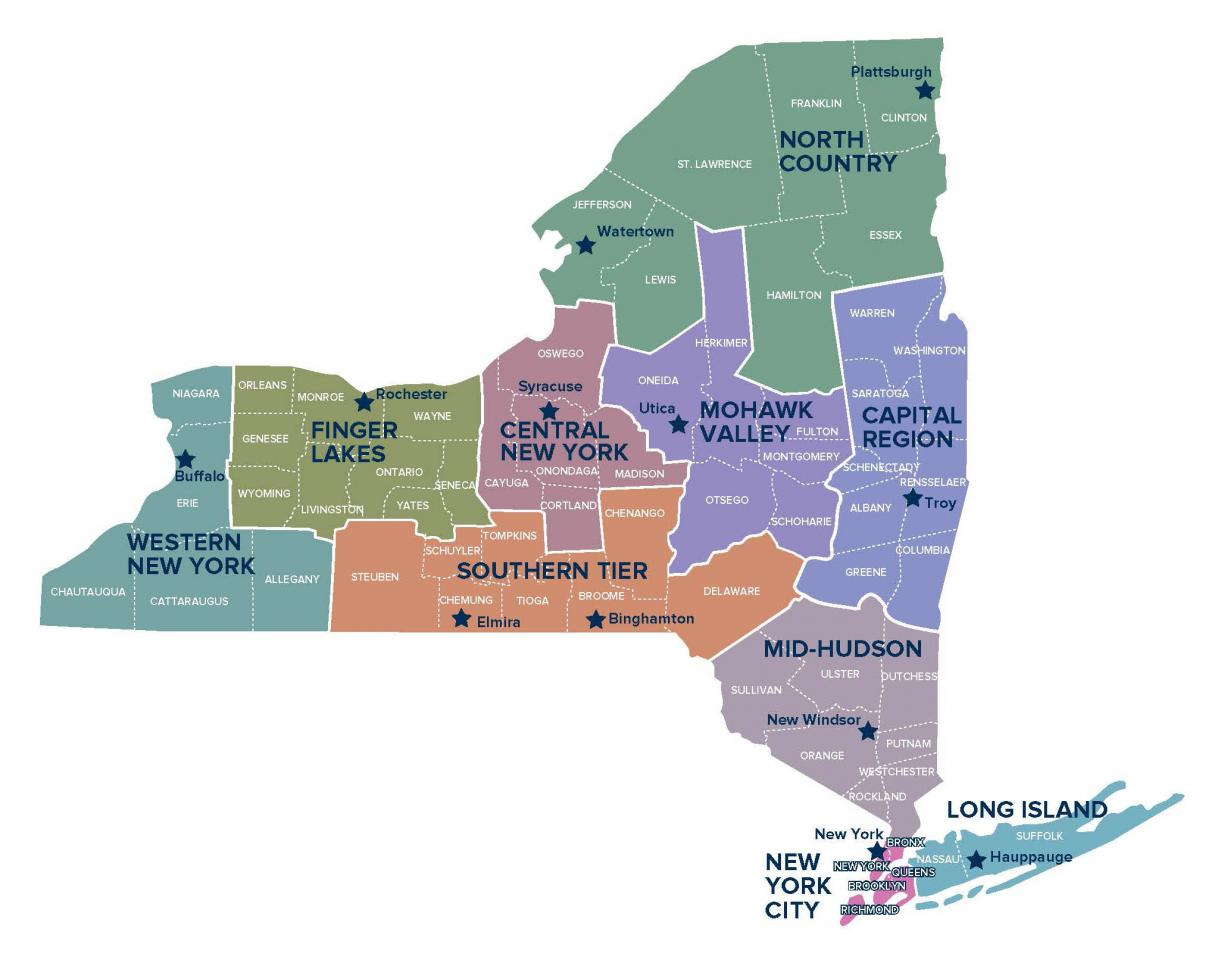 Plattsburgh
FRANKLIN
CLINTON
NORTH
COUNTRY
ST. LAWRENCE
JEFFERSON
Watertown
ESSEX
LEWIS
HAMILTON
WARREN
HERKIMER
WASHINGTON
OSWEGO
ONEIDA
Syracuse
SARATOGA
NIAGARA
ORLEANS
MONROE
Rochester
WAYNE
Utica
MOHAWK
VALLEY
FULTON
CAPITAL
REGION
GENESEE
FINGER
LAKES
CENTRAL
NEW YORK
MONTGOMERY
SCHENECTADY
Buffalo
ONTARIO
SENECA
ONONDAGA
MADISON
CAYUGA
RENSSELAER
Troy
ERIE
WYOMING
LIVINGSTON
YATES
CORTLAND
CHENANGO
OTSEGO
SCHOHARIE
ALBANY
WESTERN
NEW YORK
TOMPKINS
SCHUYLER
COLUMBIA
SOUTHERN TIER
GREENE
CHAUTAUQUA
CATTARAUGUS
ALLEGANY
STEUBEN
CHEMUNG
TIOGA
BROOME
DELAWARE
Elmira
Binghamton
MID-HUDSON
ULSTER
DUTCHESS
SULLIVAN
New Windsor
ORANGE
PUTNAM
WESTCHESTER
ROCKLAND
LONG ISLAND
SUFFOLK
New York
BRONX
NASSAU
Hauppauge
NEW
YORK
CITY
NEW YORK
QUEENS
BROOKLYN
RICHMOND